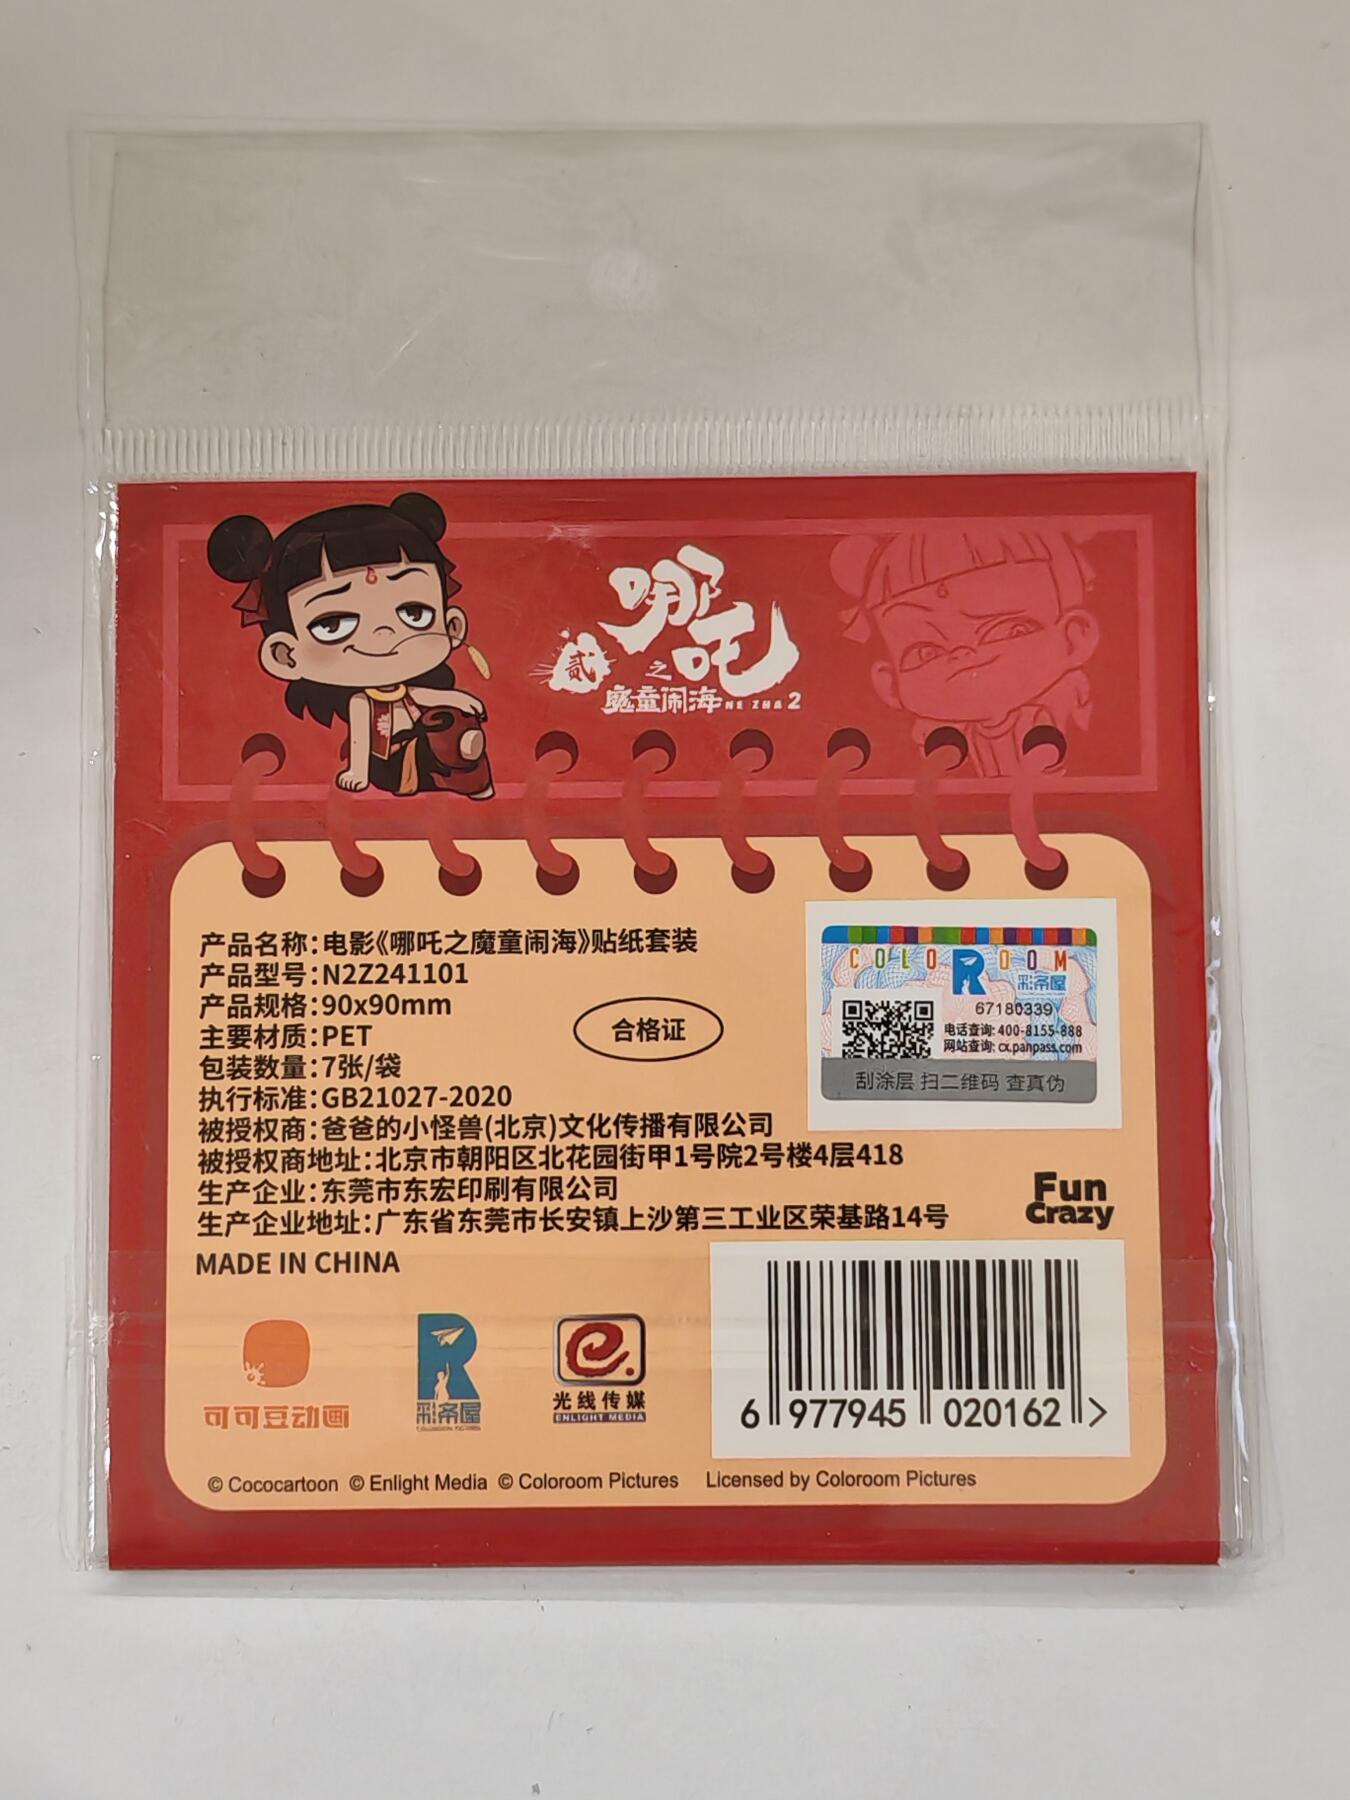 哪吒
贰 之
魔童闹海 NE ZHA 2
产品名称:电影《哪吒之魔童闹海》贴纸套装
产品型号:N2Z241101
产品规格:90x90mm
主要材质:PET
包装数量:7张/袋
执行标准:GB21027-2020
被授权商:爸爸的小怪兽(北京)文化传播有限公司
被授权商地址:北京市朝阳区北花园街甲1号院2号楼4层418
生产企业:东莞市东宏印刷有限公司
生产企业地址:广东省东莞市长安镇上沙第三工业区荣基路14号
MADE IN CHINA
合格证
COLOROOM
彩条屋
67180339
电话查询:400-8155-888
网站查询:cx.panpass.com
刮涂层 扫二维码 查真伪
Fun
Crazy
可可豆动画
彩条屋
光线传媒
ENLIGHT MEDIA
6 977945 020162 >
© Cococartoon © Enlight Media © Coloroom Pictures Licensed by Coloroom Pictures